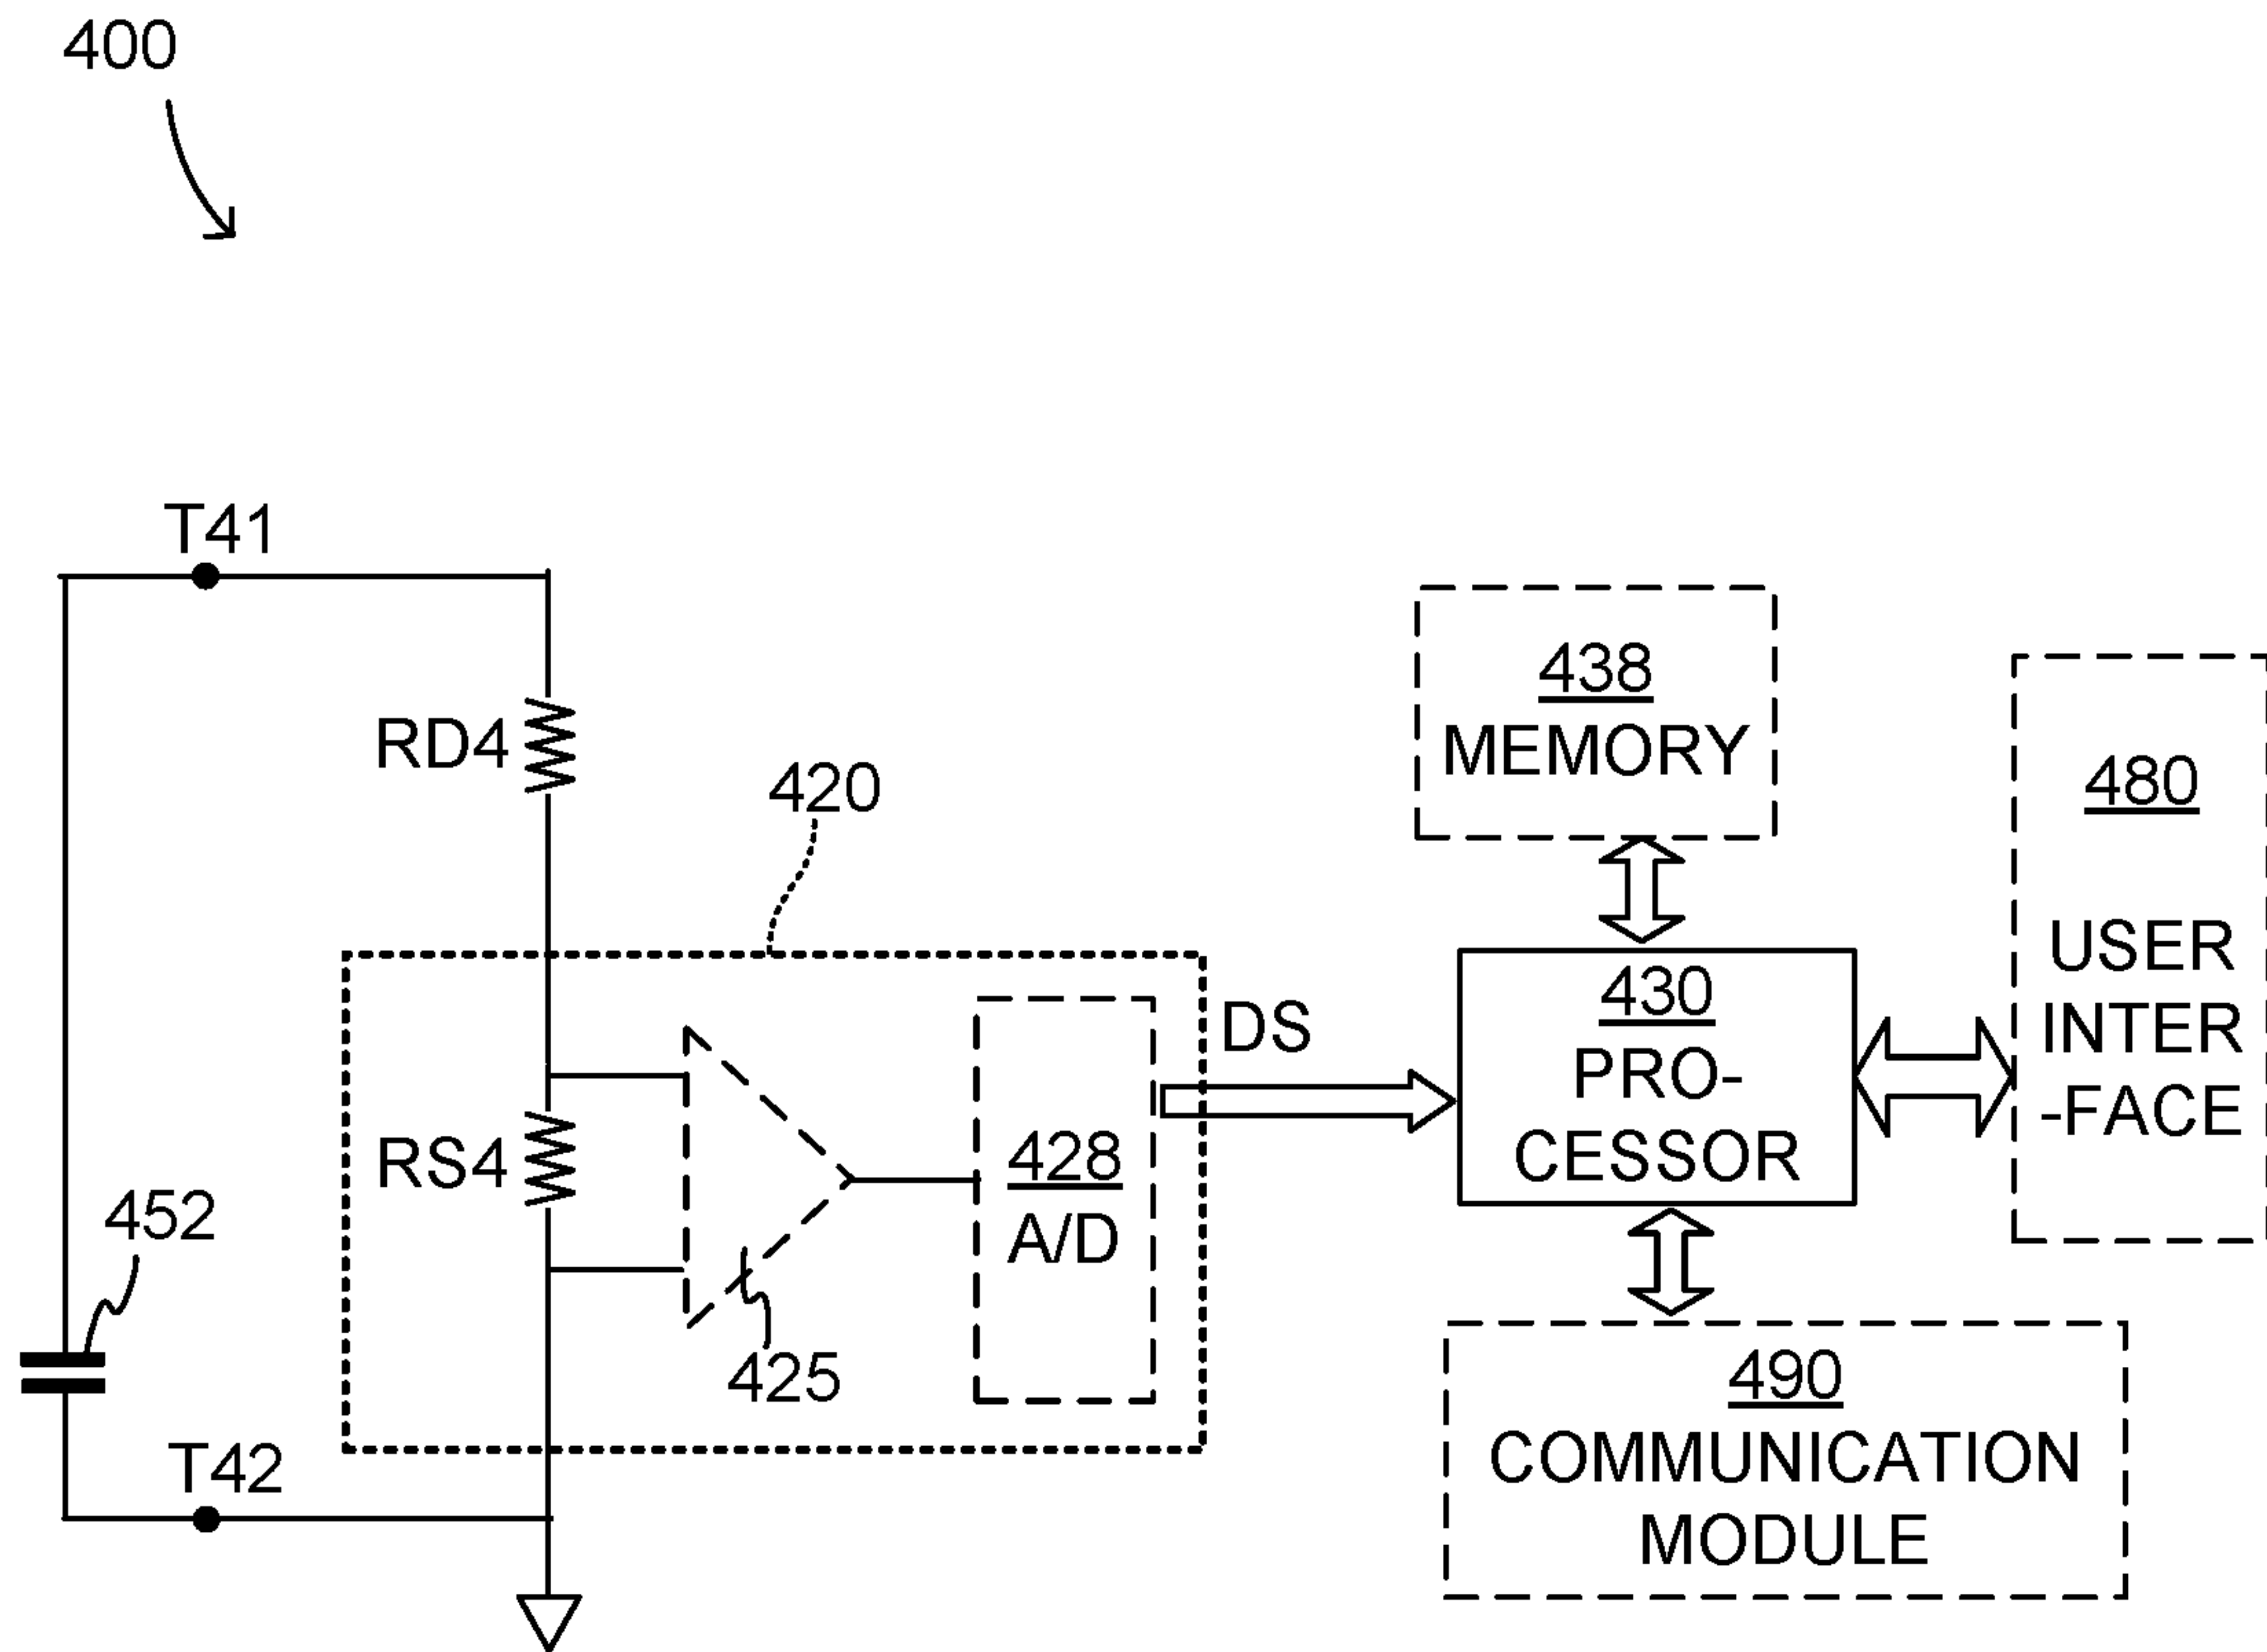 400
T41
RD4
420
RS4
452
T42
425
428
A/D
DS
438
MEMORY
430
PRO-
CESSOR
480
USER
INTER
-FACE
490
COMMUNICATION
MODULE